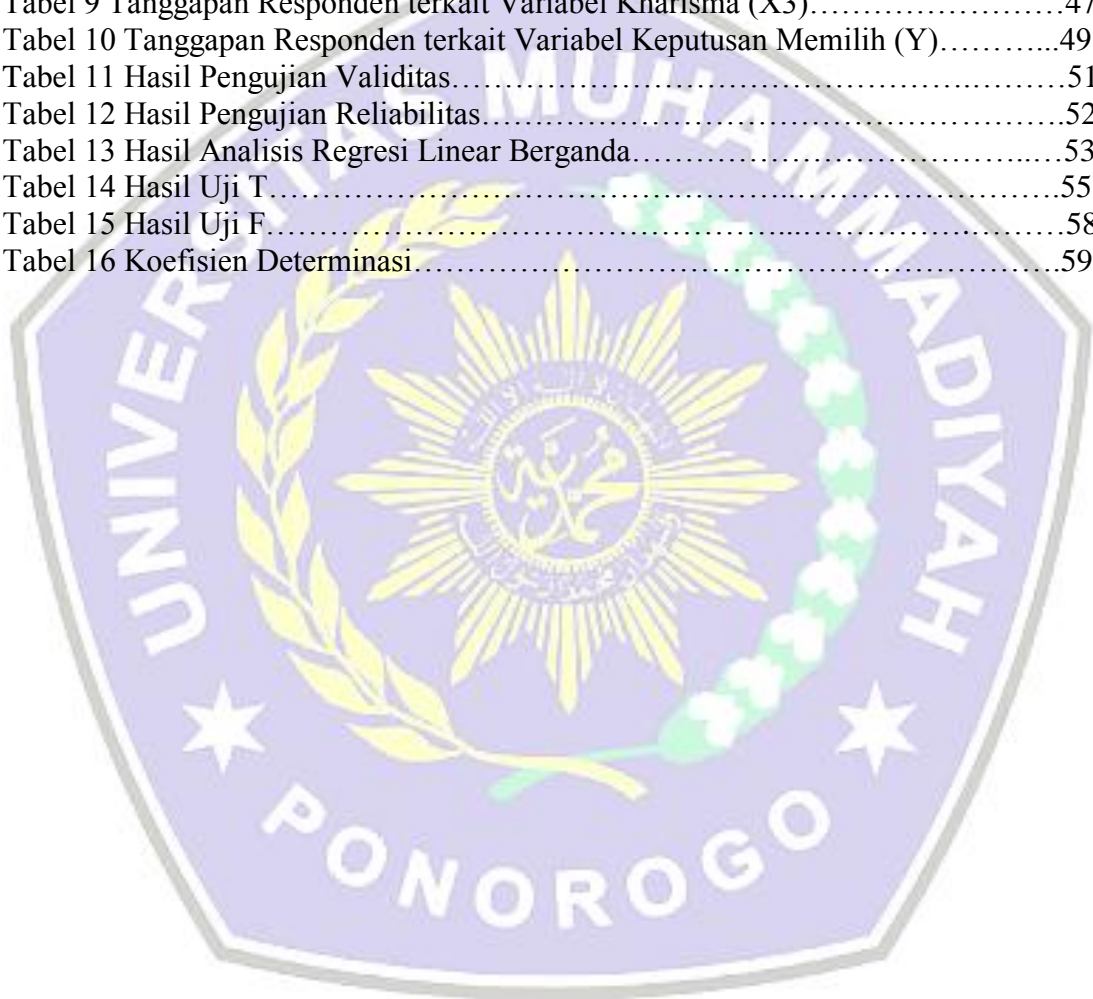 Tabel 9 Tanggapan Responden terkait Variabel Kharisma (X3)……………………47
Tabel 10 Tanggapan Responden terkait Variabel Keputusan Memilih (Y)………...49
Tabel 11 Hasil Pengujian Validitas……………………………………………………51
Tabel 12 Hasil Pengujian Reliabilitas…………………………………………………52
Tabel 13 Hasil Analisis Regresi Linear Berganda………………………………...…53
Tabel 14 Hasil Uji T……………………………………………...………………………55
Tabel 15 Hasil Uji F……………………………………………....………………………58
Tabel 16 Koefisien Determinasi……………………………………………………….59
UNIVERSITAS MUHAMMADIYAH
محمدية
PONOROGO